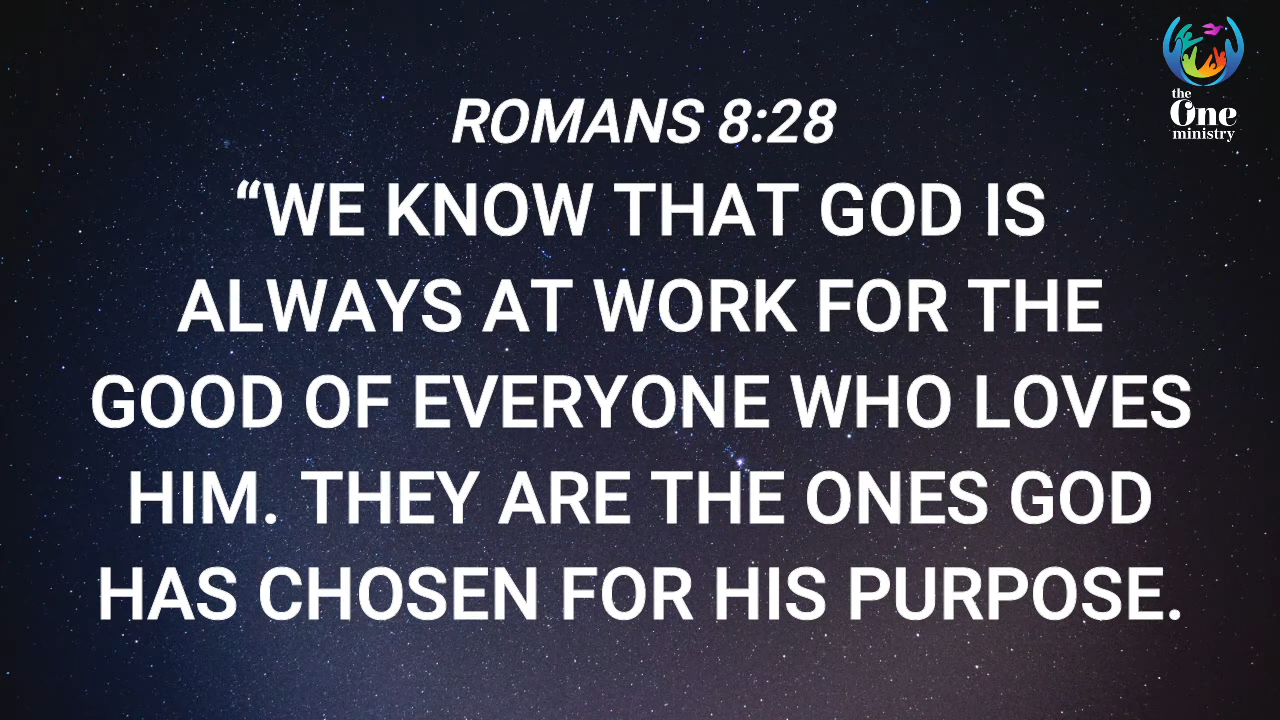 the
One
ministry
ROMANS 8:28
“WE KNOW THAT GOD IS
ALWAYS AT WORK FOR THE
GOOD OF EVERYONE WHO LOVES
HIM. THEY ARE THE ONES GOD
HAS CHOSEN FOR HIS PURPOSE.